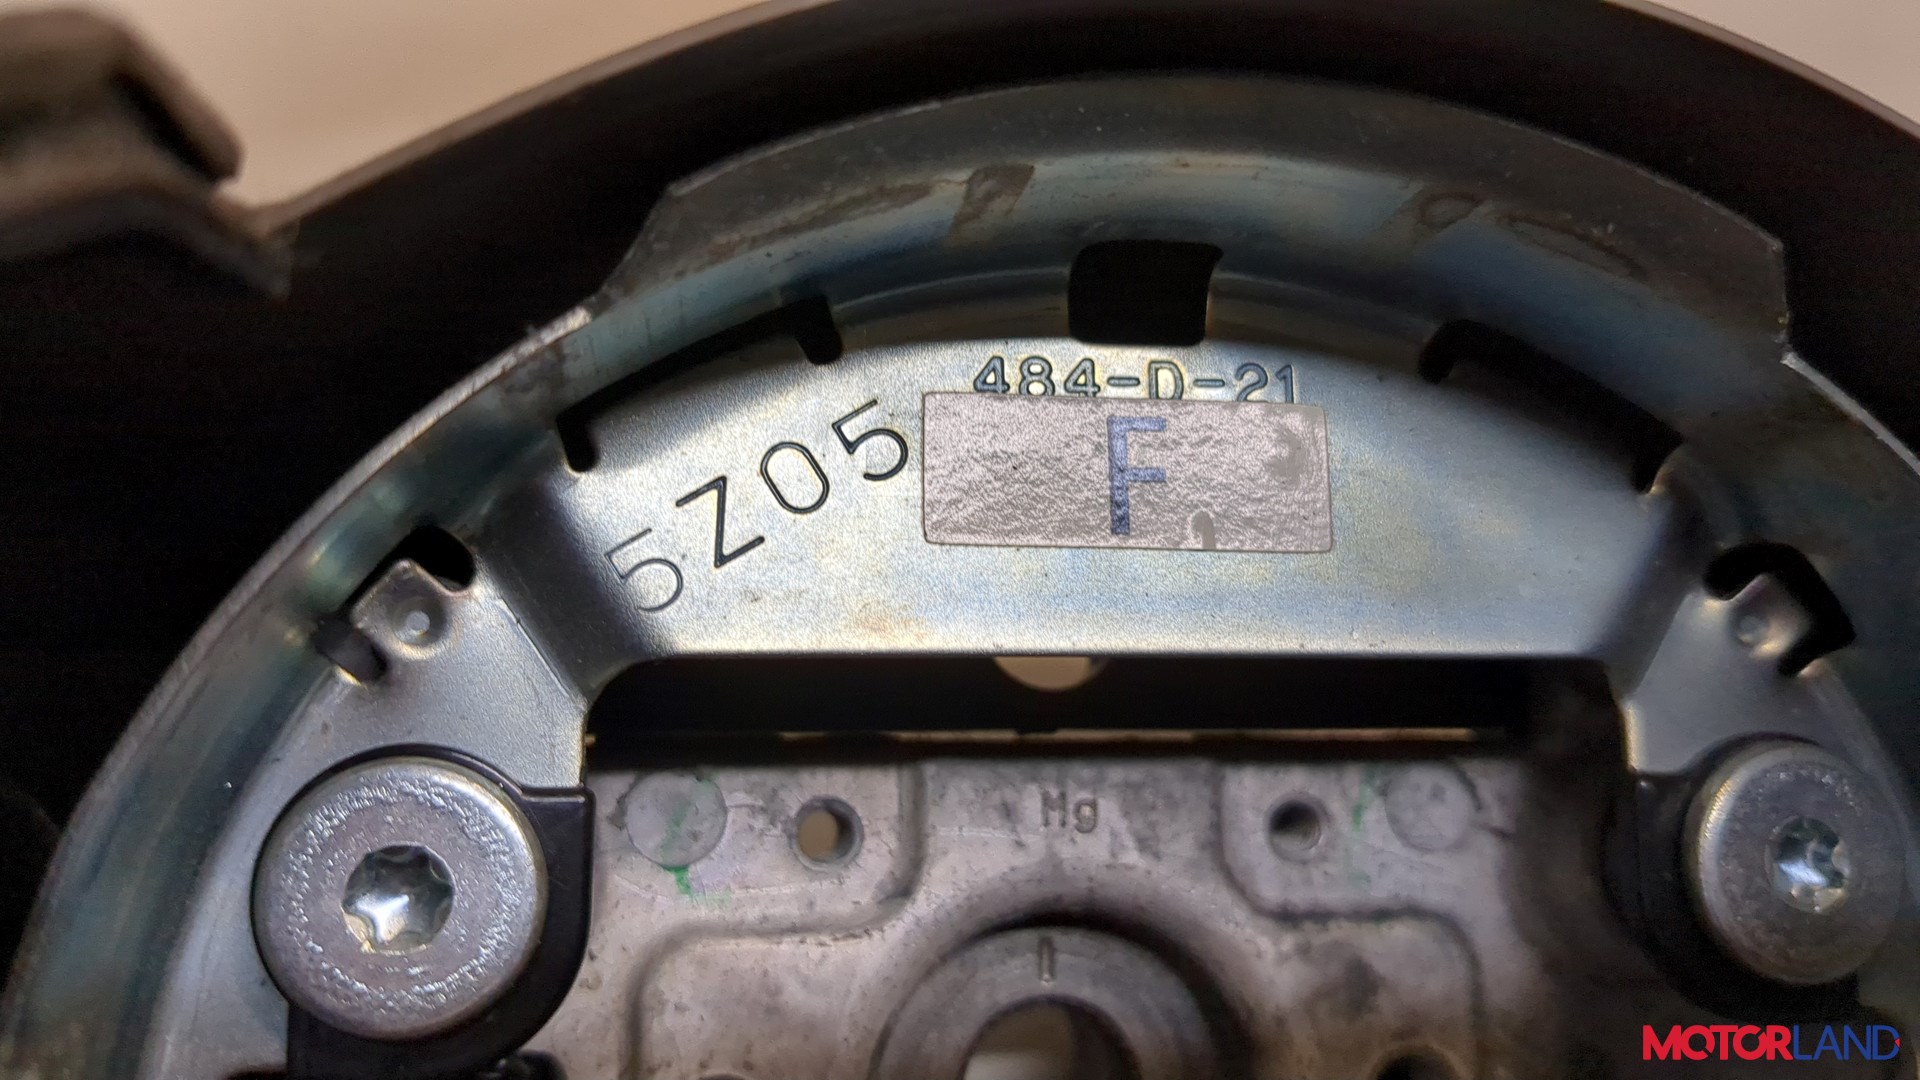 484-D-21
5Z05
F
Mg
MOTORLAND